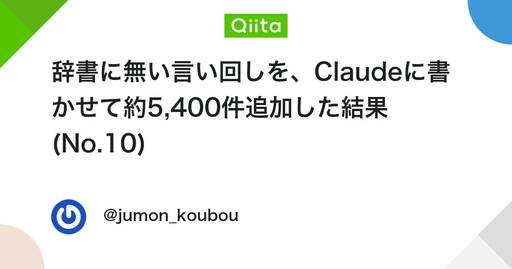 Qiita
辞書に無い言い回しを、Claudeに書
かせて約5,400件追加した結果
(No.10)
@jumon_koubou